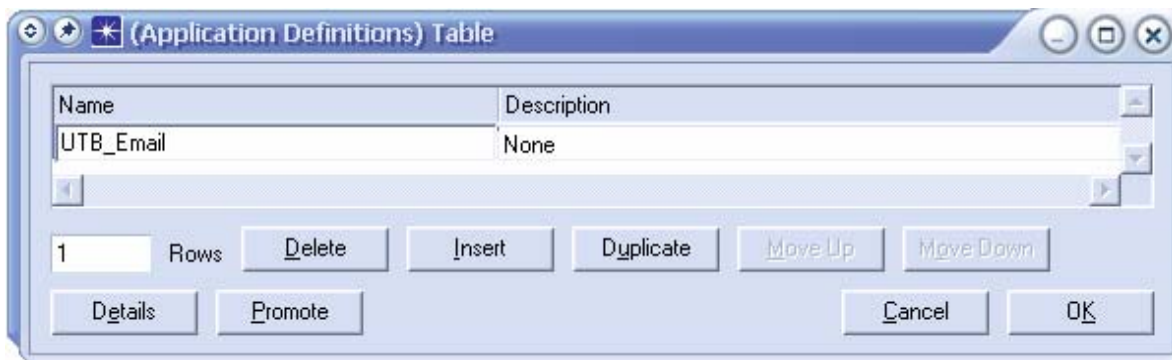 (Application Definitions) Table
Name Description
UTB_Email None
1 Rows Delete Insert Duplicate Move Up Move Down
Details Promote Cancel OK